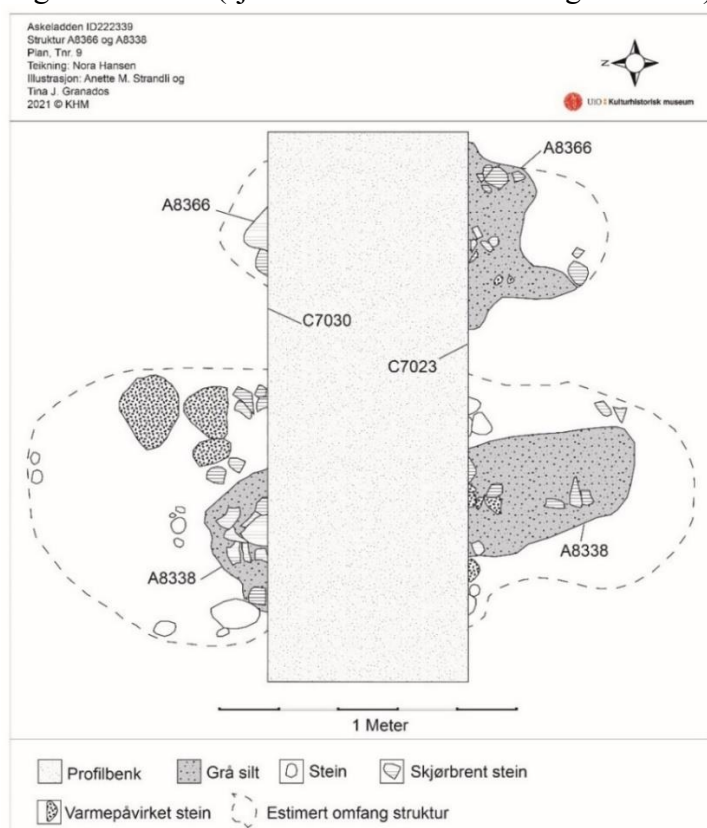 Askeladden ID222339
Struktur A8366 og A8338
Plan, Tnr. 9
Teikning: Nora Hansen
Illustrasjon: Anette M. Strandli og
Tina J. Granados
2021 © KHM
N
UiO Kulturhistorisk museum
A8366
A8366
C7030
C7023
A8338
A8338
1 Meter
Profilbenk
Grå silt
Stein
Skjørbrent stein
Varmepåvirket stein
Estimert omfang struktur